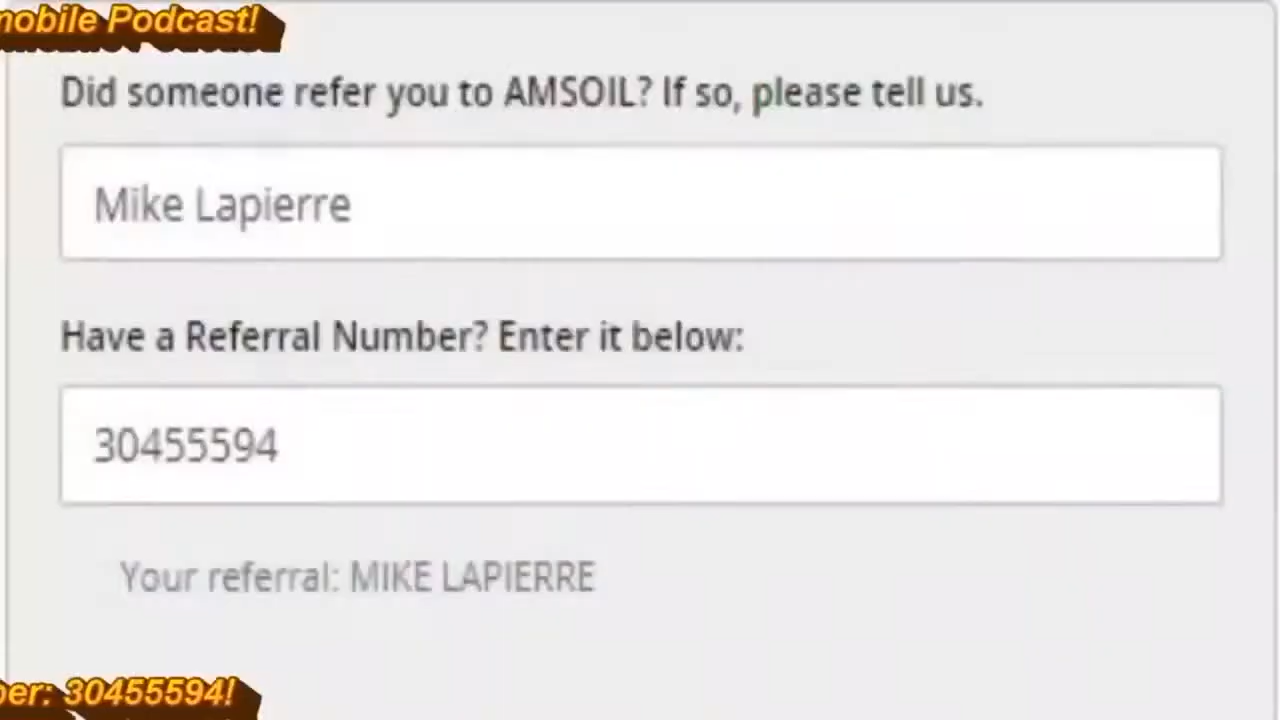 mobile Podcast!
Did someone refer you to AMSOIL? If so, please tell us.
Mike Lapierre
Have a Referral Number? Enter it below:
30455594
Your referral: MIKE LAPIERRE
ber: 30455594!